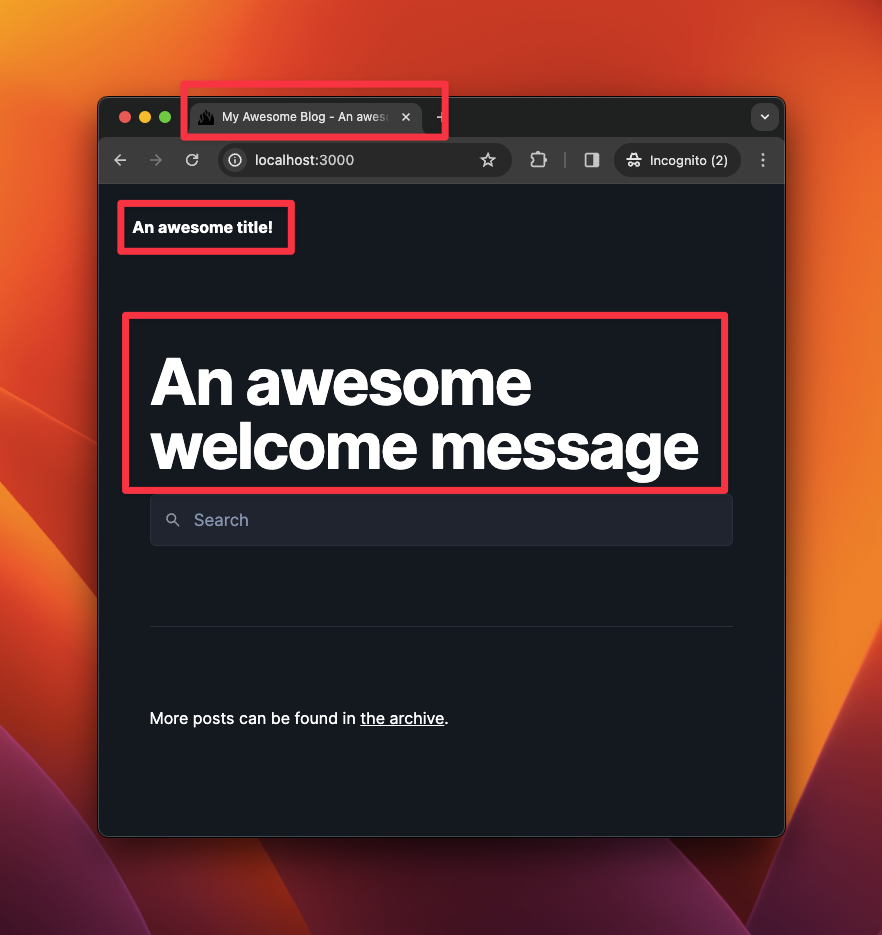 My Awesome Blog - An awes
localhost:3000
Incognito (2)
An awesome title!
An awesome
welcome message
Search
More posts can be found in the archive.